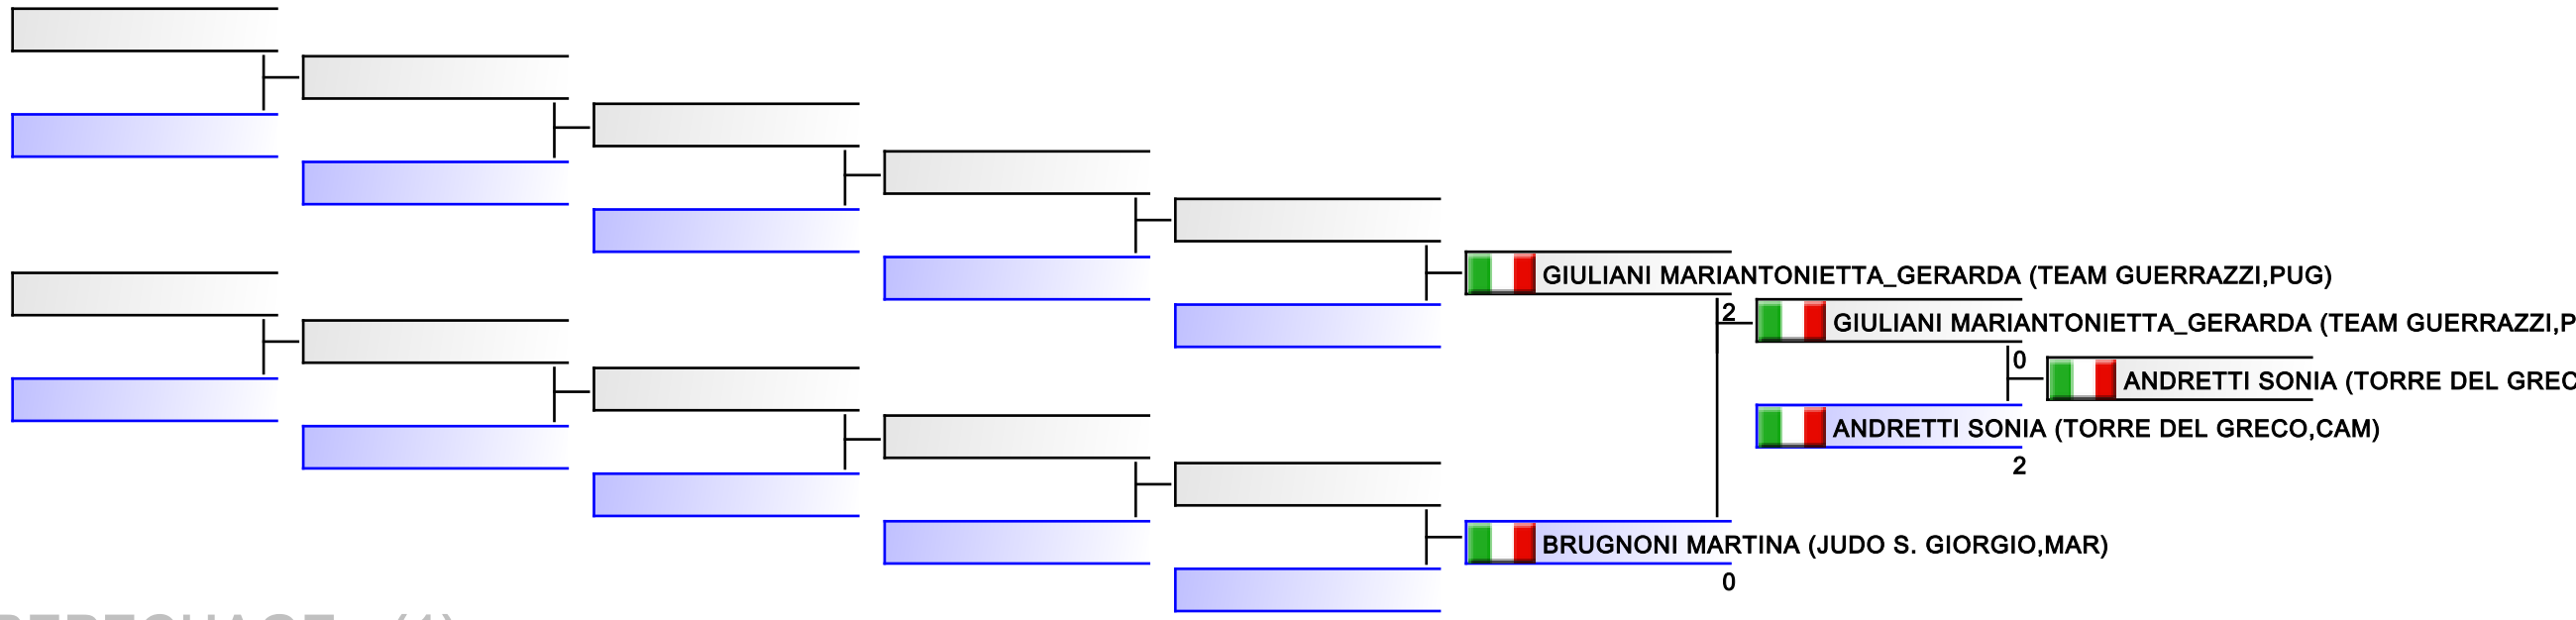 GIULIANI MARIANTONIETTA_GERARDA (TEAM GUERRAZZI,PUG)
2
GIULIANI MARIANTONIETTA_GERARDA (TEAM GUERRAZZI,P
0
ANDRETTI SONIA (TORRE DEL GREC
ANDRETTI SONIA (TORRE DEL GRECO,CAM)
2
BRUGNONI MARTINA (JUDO S. GIORGIO,MAR)
0